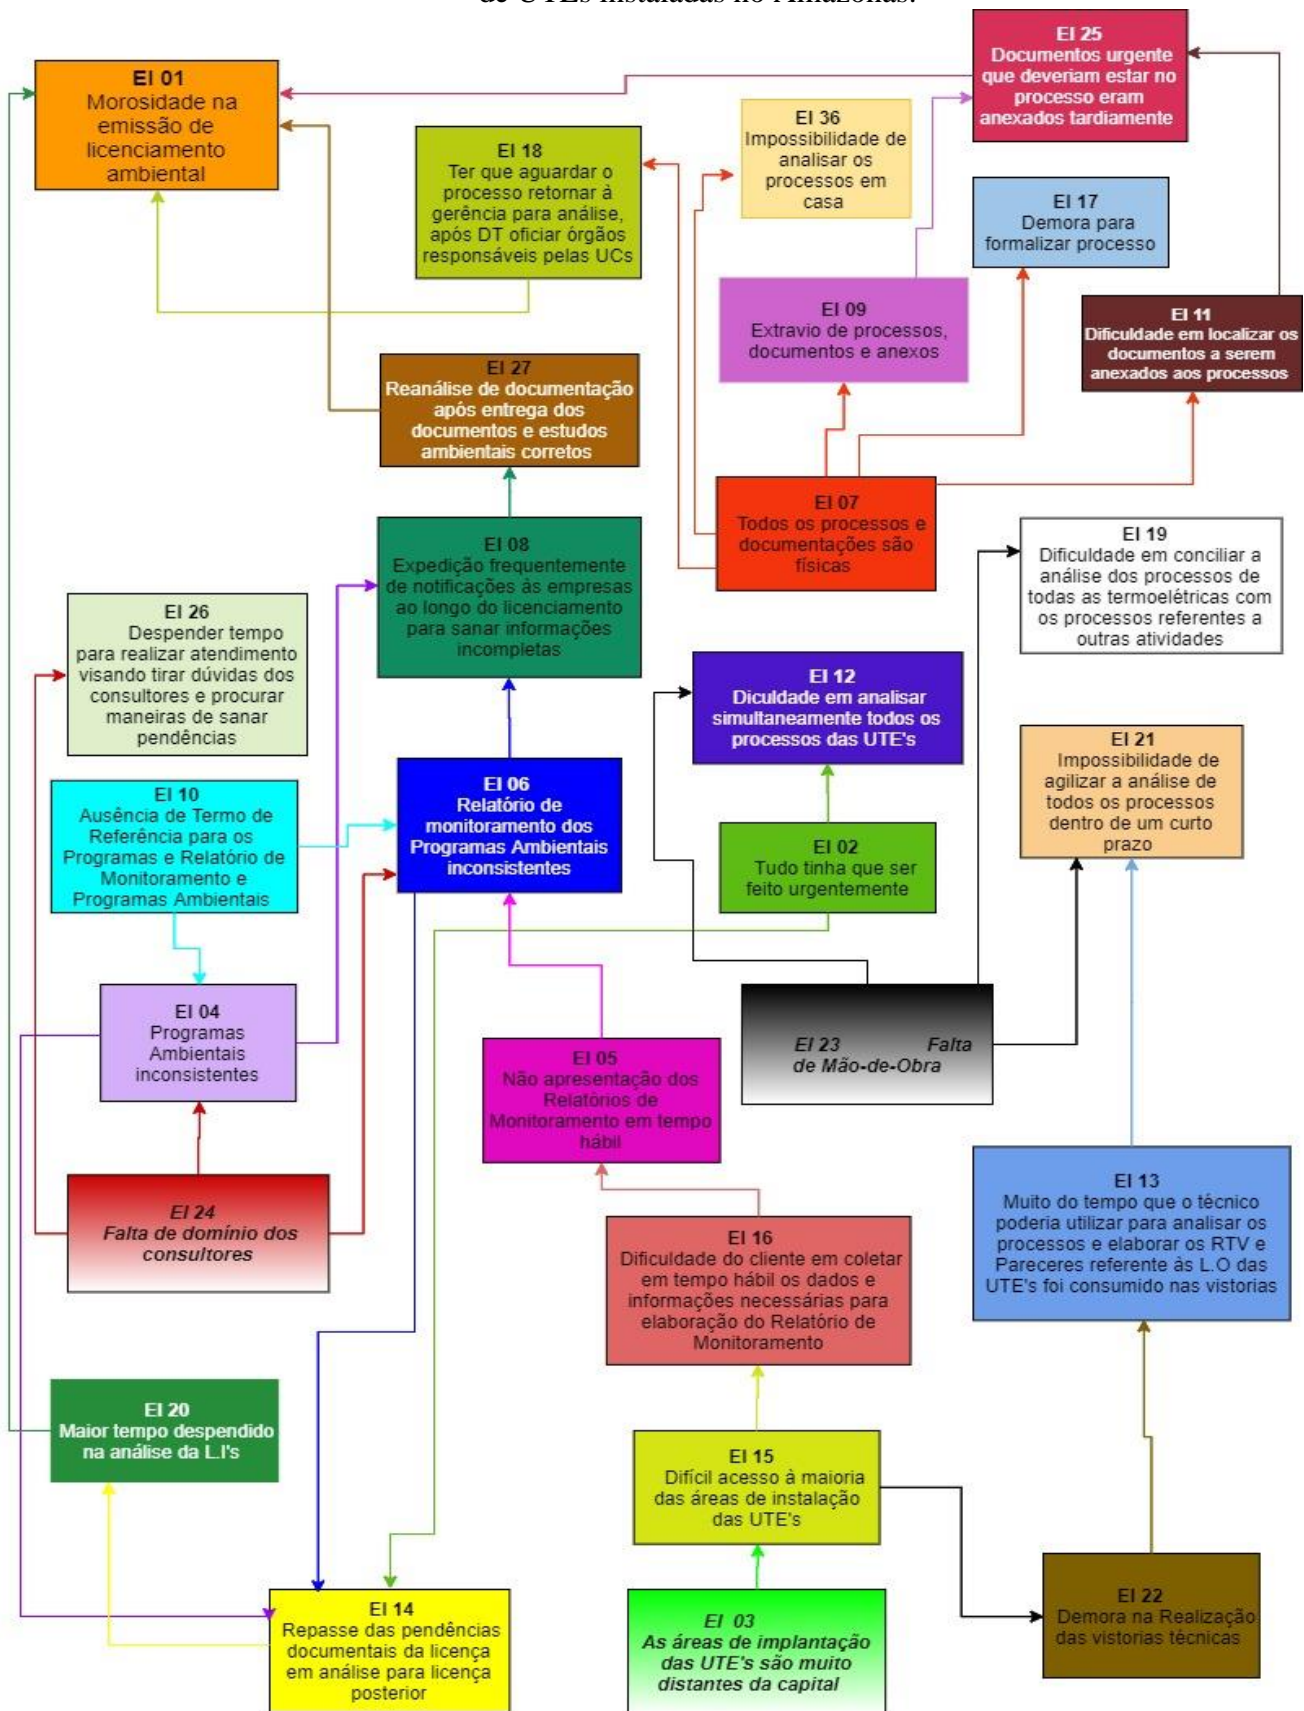 de UTEs instaladas no Amazonas.
EI 01
Morosidade na
emissão de
licenciamento
ambiental
EI 25
Documentos urgente
que deveriam estar no
processo eram
anexados tardiamente
EI 36
Impossibilidade de
analisar os
processos em
casa
EI 18
Ter que aguardar o
processo retornar à
gerência para análise,
após DT oficiar órgãos
responsáveis pelas UCs
EI 17
Demora para
formalizar processo
EI 09
Extravio de processos,
documentos e anexos
EI 11
Dificuldade em localizar os
documentos a serem
anexados aos processos
EI 27
Reanálise de documentação
após entrega dos
documentos e estudos
ambientais corretos
EI 07
Todos os processos e
documentações são
físicas
EI 08
Expedição frequentemente
de notificações às empresas
ao longo do licenciamento
para sanar informações
incompletas
EI 19
Dificuldade em conciliar a
análise dos processos de
todas as termoelétricas com
os processos referentes a
outras atividades
EI 26
Despender tempo
para realizar atendimento
visando tirar dúvidas dos
consultores e procurar
maneiras de sanar
pendências
EI 12
Diculdade em analisar
simultaneamente todos os
processos das UTE's
EI 21
Impossibilidade de
agilizar a análise de
todos os processos
dentro de um curto
prazo
EI 10
Ausência de Termo de
Referência para os
Programas e Relatório de
Monitoramento e
Programas Ambientais
EI 06
Relatório de
monitoramento dos
Programas Ambientais
inconsistentes
EI 02
Tudo tinha que ser
feito urgentemente
EI 04
Programas
Ambientais
inconsistentes
EI 23 Falta
de Mão-de-Obra
EI 05
Não apresentação dos
Relatórios de
Monitoramento em tempo
hábil
EI 24
Falta de domínio dos
consultores
EI 13
Muito do tempo que o técnico
poderia utilizar para analisar os
processos e elaborar os RTV e
Pareceres referente às L.O das
UTE's foi consumido nas vistorias
EI 16
Dificuldade do cliente em coletar
em tempo hábil os dados e
informações necessárias para
elaboração do Relatório de
Monitoramento
EI 20
Maior tempo despendido
na análise da L.I's
EI 15
Difícil acesso à maioria
das áreas de instalação
das UTE's
EI 22
Demora na Realização
das vistorias técnicas
EI 14
Repasse das pendências
documentais da licença
em análise para licença
posterior
EI 03
As áreas de implantação
das UTE's são muito
distantes da capital